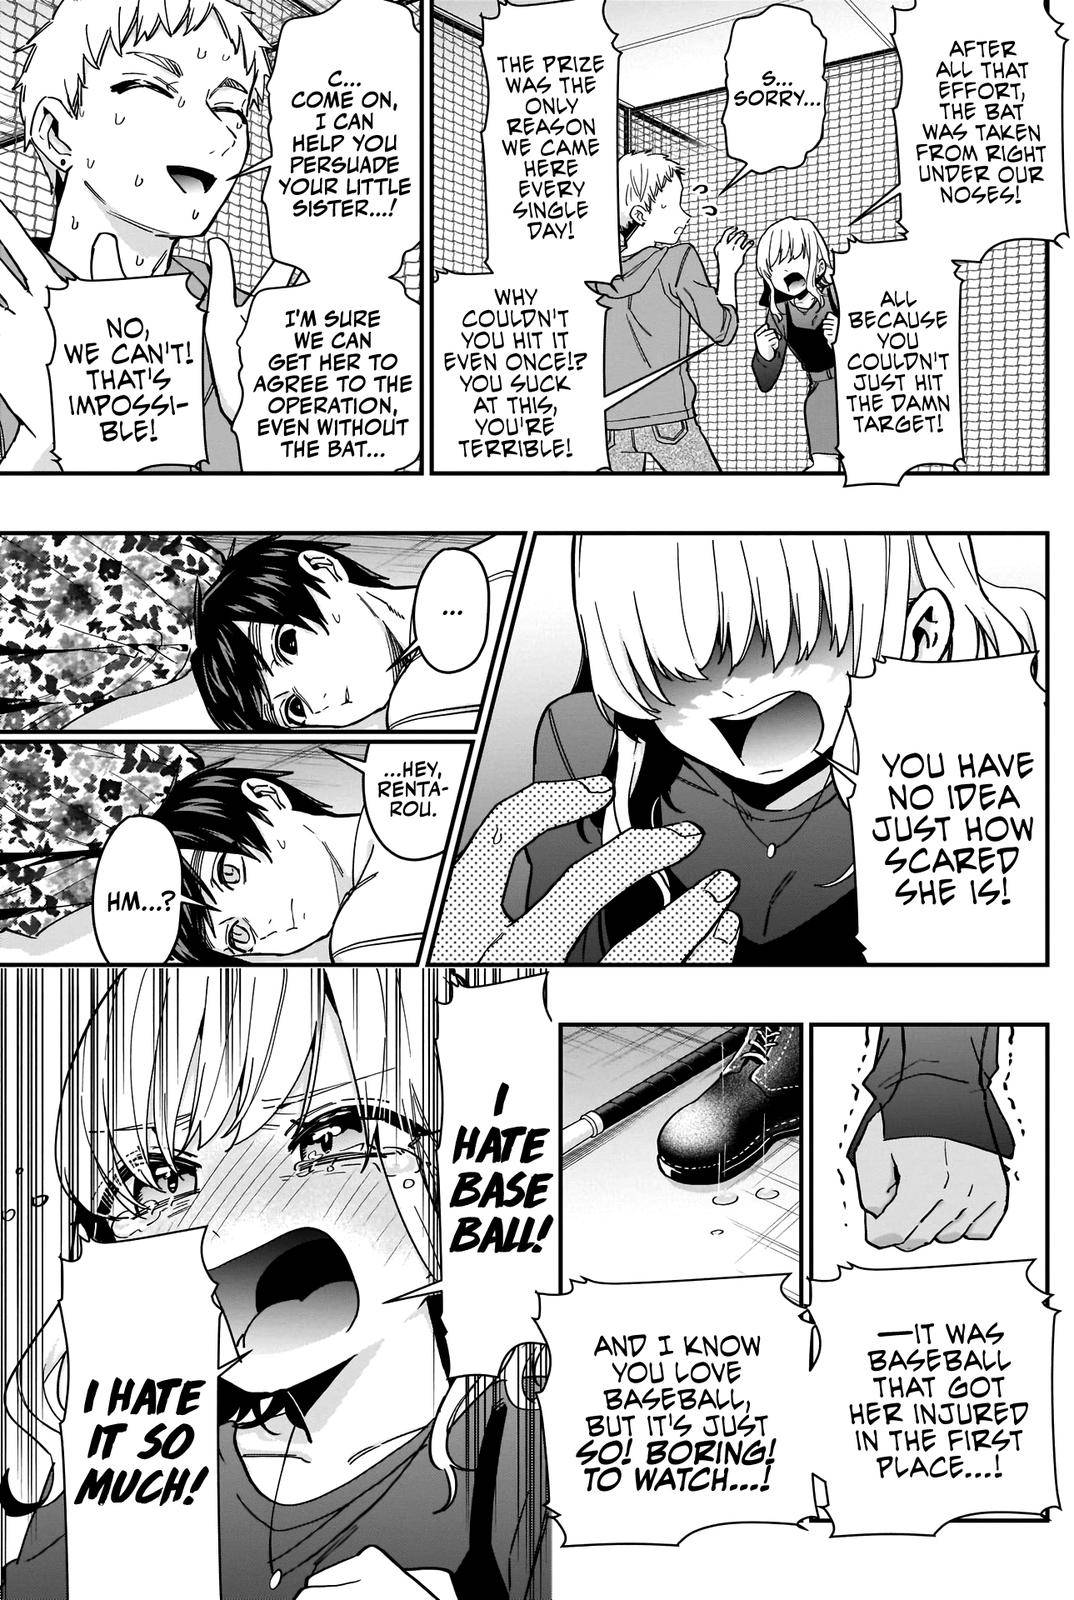 AFTER
ALL THAT
EFFORT,
THE BAT
WAS TAKEN
FROM RIGHT
UNDER OUR
NOSES!
S...
SORRY...
ALL
BECAUSE
YOU
COULDN'T
JUST HIT
THE DAMN
TARGET!
THE PRIZE
WAS THE
ONLY
REASON
WE CAME
HERE
EVERY
SINGLE
DAY!
WHY
COULDN'T
YOU HIT IT
EVEN ONCE!?
YOU SUCK
AT THIS,
YOU'RE
TERRIBLE!
C...
COME ON,
I CAN
HELP YOU
PERSUADE
YOUR LITTLE
SISTER...!
I'M SURE
WE CAN
GET HER TO
AGREE TO THE
OPERATION,
EVEN WITHOUT
THE BAT...
NO,
WE CAN'T!
THAT'S
IMPOSSI-
BLE!
YOU HAVE
NO IDEA
JUST HOW
SCARED
SHE IS!
...
...HEY,
RENTA-
ROU.
HM...?
—IT WAS
BASEBALL
THAT GOT
HER INJURED
IN THE FIRST
PLACE...!
AND I KNOW
YOU LOVE
BASEBALL,
BUT IT'S JUST
SO! BORING!
TO WATCH...!
I
HATE
BASE
BALL!
I HATE
IT SO
MUCH!